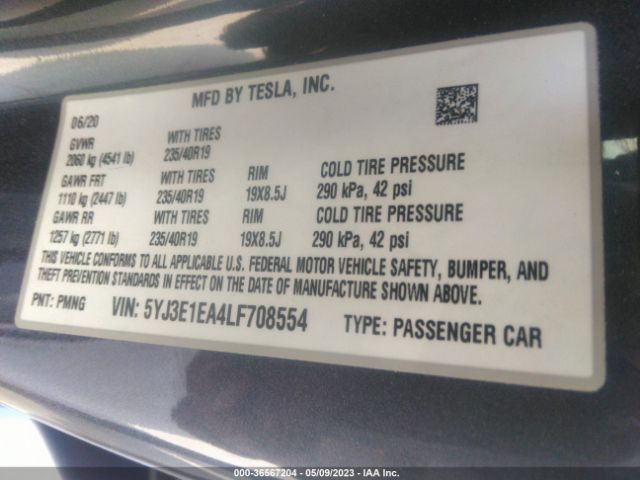 MFD BY TESLA, INC.
06/20
GVWR WITH TIRES
2060 kg (4541 lb) 235/40R19
GAWR FRT WITH TIRES RIM COLD TIRE PRESSURE
1110 kg (2447 lb) 235/40R19 19X8.5J 290 kPa, 42 psi
GAWR RR WITH TIRES RIM COLD TIRE PRESSURE
1257 kg (2771 lb) 235/40R19 19X8.5J 290 kPa, 42 psi
THIS VEHICLE CONFORMS TO ALL APPLICABLE U.S. FEDERAL MOTOR VEHICLE SAFETY, BUMPER, AND
THEFT PREVENTION STANDARDS IN EFFECT ON THE DATE OF MANUFACTURE SHOWN ABOVE.
PNT: PMNG VIN: 5YJ3E1EA4LF708554 TYPE: PASSENGER CAR
000-36567204 - 05/09/2023 - IAA Inc.